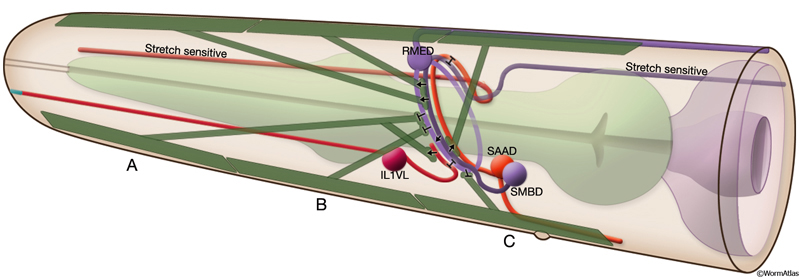 RMED
Stretch sensitive
Stretch sensitive
SAAD
IL1VL
SMBD
A
B
C
©WormAtlas